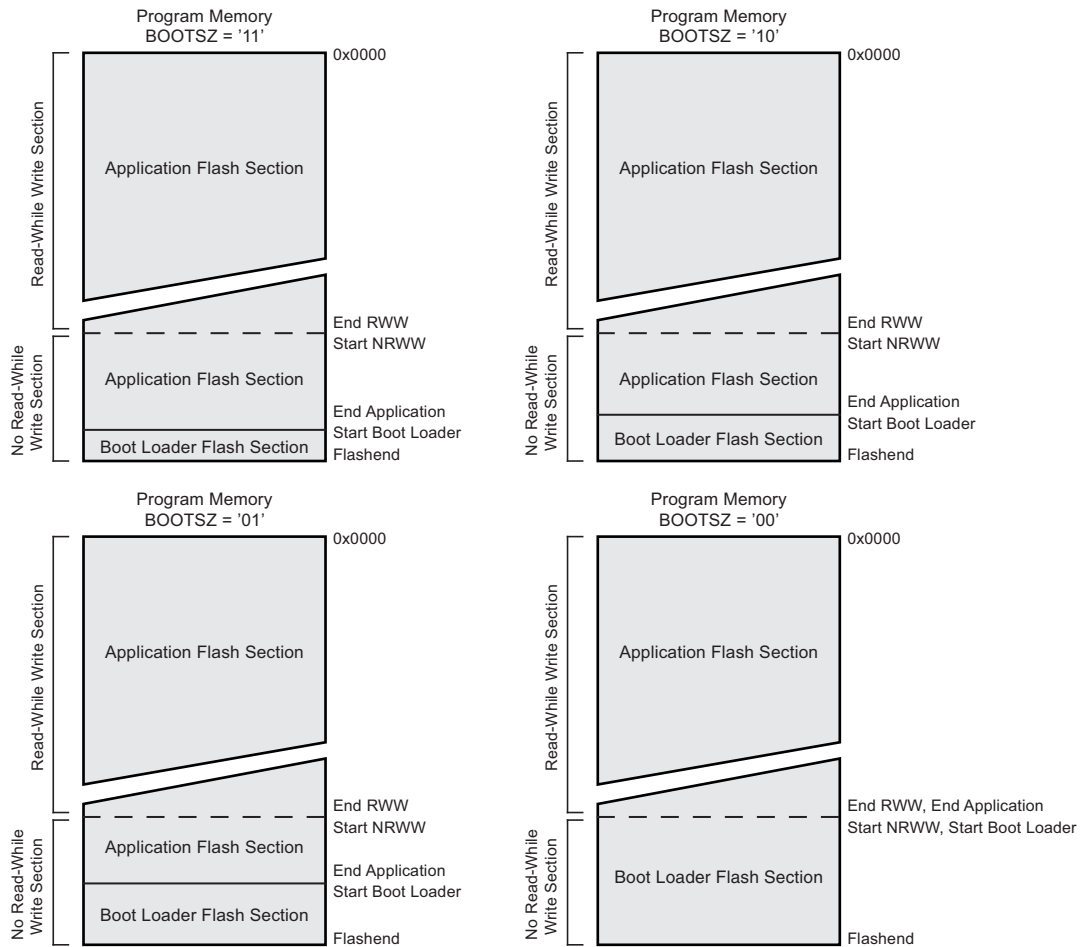 Program Memory
BOOTSZ = '11'
0x0000
Read-While Write Section
Application Flash Section
End RWW
Start NRWW
No Read-While
Write Section
Application Flash Section
End Application
Start Boot Loader
Boot Loader Flash Section
Flashend
Program Memory
BOOTSZ = '10'
0x0000
Read-While Write Section
Application Flash Section
End RWW
Start NRWW
No Read-While
Write Section
Application Flash Section
End Application
Start Boot Loader
Boot Loader Flash Section
Flashend
Program Memory
BOOTSZ = '01'
0x0000
Read-While Write Section
Application Flash Section
End RWW
Start NRWW
No Read-While
Write Section
Application Flash Section
End Application
Start Boot Loader
Boot Loader Flash Section
Flashend
Program Memory
BOOTSZ = '00'
0x0000
Read-While Write Section
Application Flash Section
End RWW, End Application
Start NRWW, Start Boot Loader
No Read-While
Write Section
Boot Loader Flash Section
Flashend